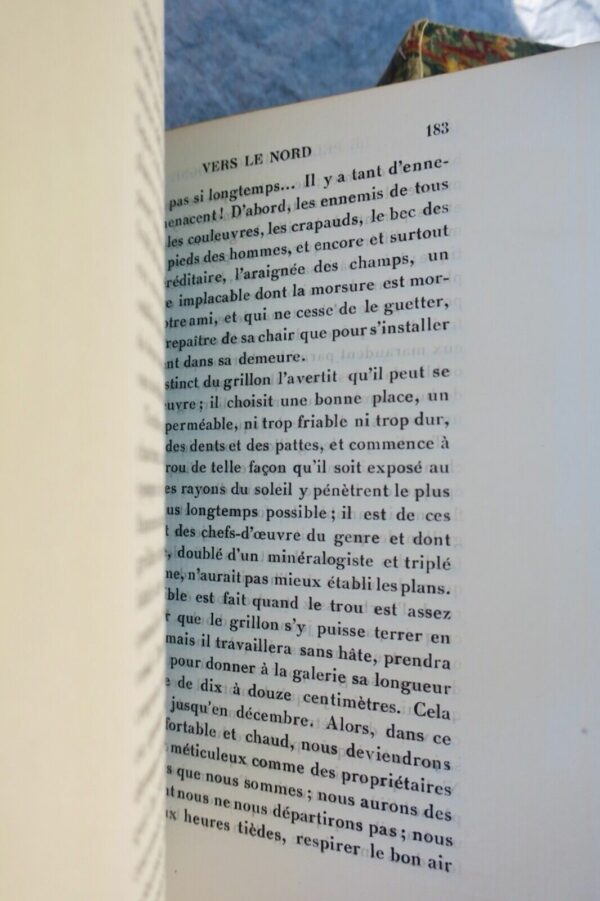 183
VERS LE NORD
pas si longtemps... Il y a tant d'enne-
enacent! D'abord, les ennemis de tous
les couleuvres, les crapauds, le bec des
pieds des hommes, et encore et surtout
réditaire, l'araignée des champs, un
e implacable dont la morsure est mor-
otre ami, et qui ne cesse de le guetter,
repaître de sa chair que pour s'installer
nt dans sa demeure.
stinct du grillon l'avertit qu'il peut se
uvre ; il choisit une bonne place, un
perméable, ni trop friable ni trop dur,
des dents et des pattes, et commence à
rou de telle façon qu'il soit exposé au
es rayons du soleil y pénètrent le plus
us longtemps possible ; il est de ces
t des chefs-d'œuvre du genre et dont
e, doublé d'un minéralogiste et triplé
ne, n'aurait pas mieux établi les plans.
ble est fait quand le trou est assez
r que le grillon s'y puisse terrer en
mais il travaillera sans hâte, prendra
pour donner à la galerie sa longueur
e de dix à douze centimètres. Cela
jusqu'en décembre. Alors, dans ce
fortable et chaud, nous deviendrons
méticuleux comme des propriétaires
s que nous sommes ; nous aurons des
nt nous ne nous départirons pas ; nous
ux heures tièdes, respirer le bon air